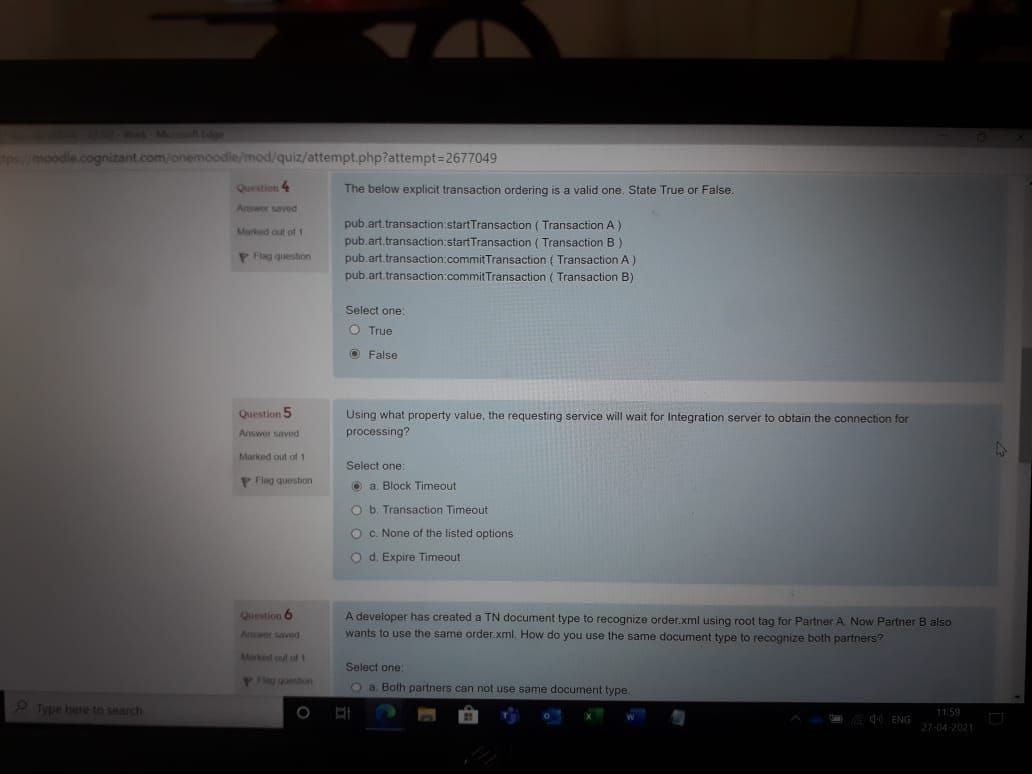 Microsoft Edge
moodle.cognizant.com/onemoodle/mod/quiz/attempt.php?attempt=2677049
Question 4
Answer saved
Marked out of 1
Flag question
The below explicit transaction ordering is a valid one. State True or False.
pub.art.transaction:startTransaction ( Transaction A )
pub.art.transaction:startTransaction ( Transaction B )
pub.art.transaction:commitTransaction ( Transaction A )
pub.art.transaction:commitTransaction ( Transaction B)
Select one:
True
False
Question 5
Answer saved
Marked out of 1
Flag question
Using what property value, the requesting service will wait for Integration server to obtain the connection for
processing?
Select one:
a. Block Timeout
b. Transaction Timeout
c. None of the listed options
d. Expire Timeout
Question 6
Answer saved
Marked out of 1
Flag question
A developer has created a TN document type to recognize order.xml using root tag for Partner A. Now Partner B also
wants to use the same order.xml. How do you use the same document type to recognize both partners?
Select one:
a. Both partners can not use same document type.
Type here to search
ENG
11:59
27-04-2021